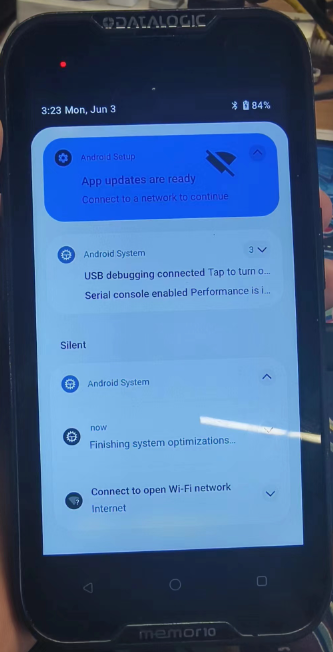 DATALOGIC
3:23 Mon, Jun 3
84%
Android Setup
App updates are ready
Connect to a network to continue
Android System
3
USB debugging connected Tap to turn o...
Serial console enabled Performance is i...
Silent
Android System
now
Finishing system optimizations...
Connect to open Wi-Fi network
Internet
memor10